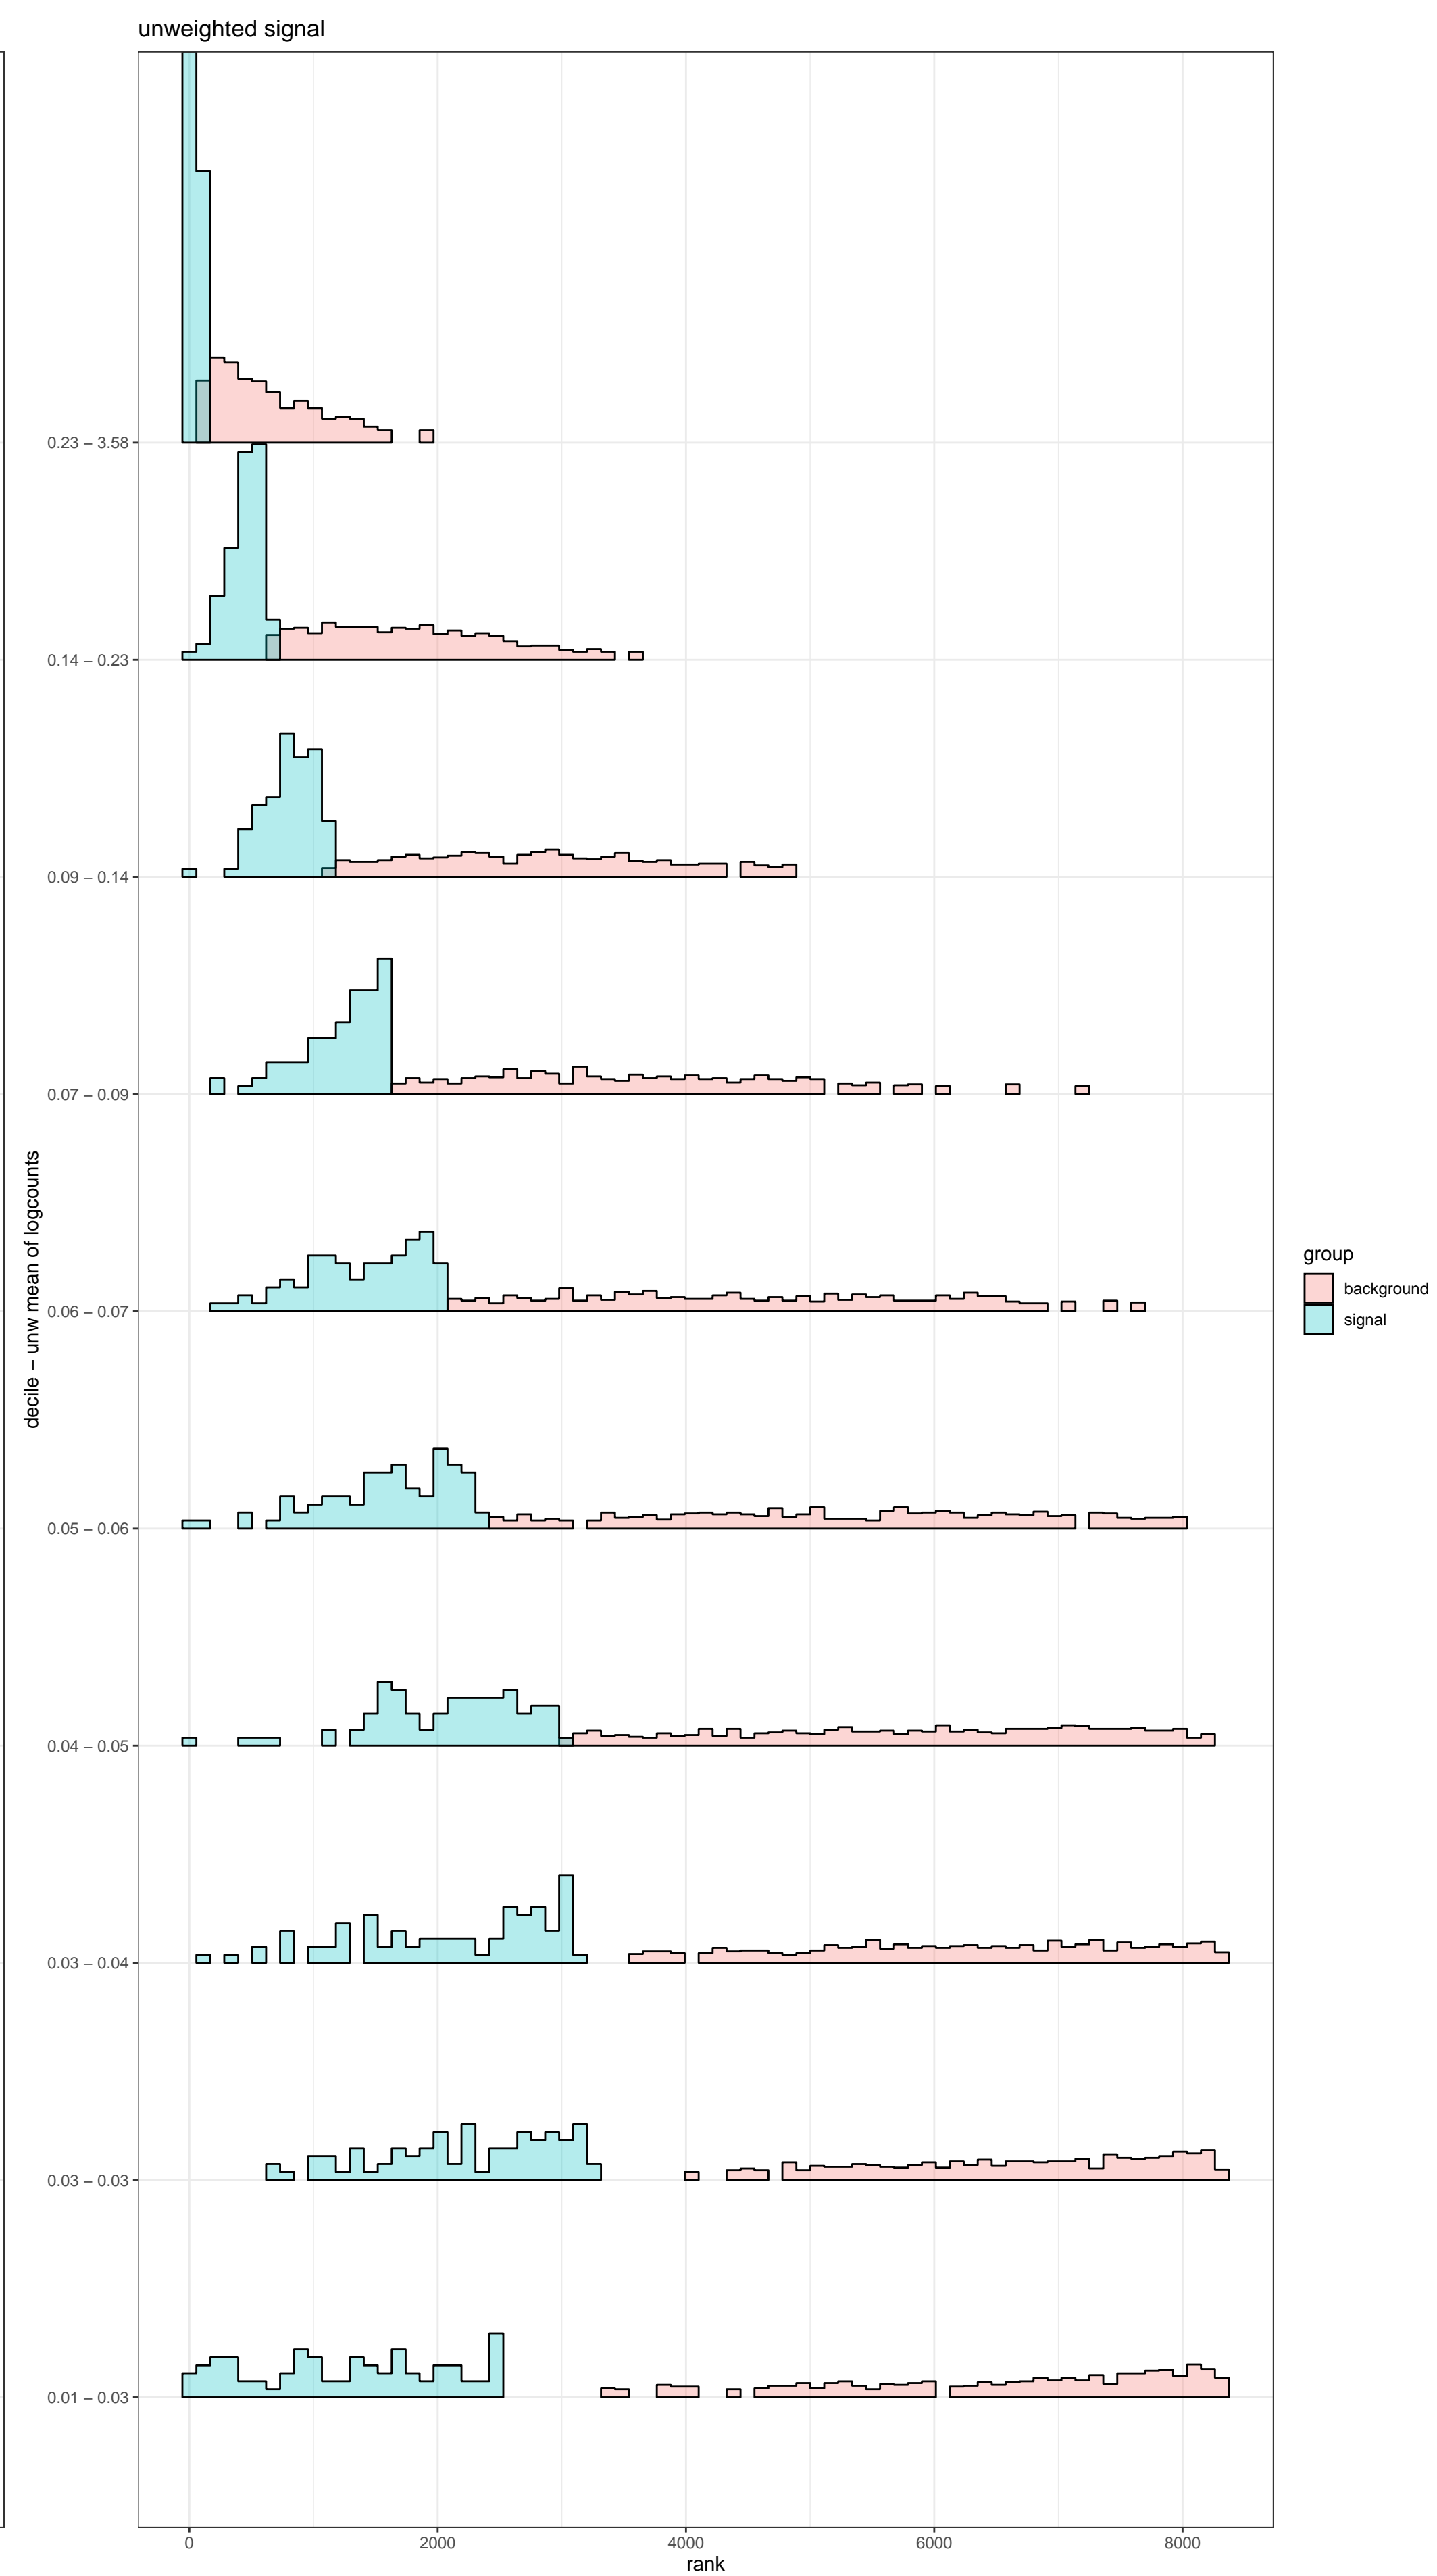 unweighted signal
decile − unw mean of logcounts
0.23 − 3.58
0.14 − 0.23
0.09 − 0.14
0.07 − 0.09
0.06 − 0.07
0.05 − 0.06
0.04 − 0.05
0.03 − 0.04
0.03 − 0.03
0.01 − 0.03
0 2000 4000 6000 8000
rank
group
background
signal